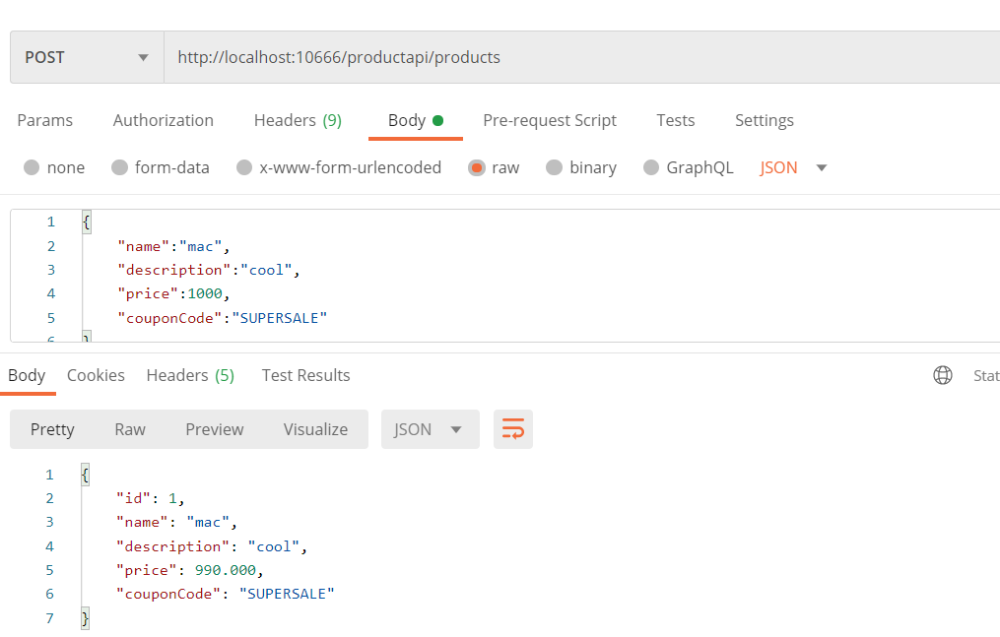 POST http://localhost:10666/productapi/products
Params Authorization Headers (9) Body Pre-request Script Tests Settings
none form-data x-www-form-urlencoded raw binary GraphQL JSON
1 {
2 "name":"mac",
3 "description":"cool",
4 "price":1000,
5 "couponCode":"SUPERSALE"
6 }
Body Cookies Headers (5) Test Results Stat
Pretty Raw Preview Visualize JSON
1 {
2 "id": 1,
3 "name": "mac",
4 "description": "cool",
5 "price": 990.000,
6 "couponCode": "SUPERSALE"
7 }